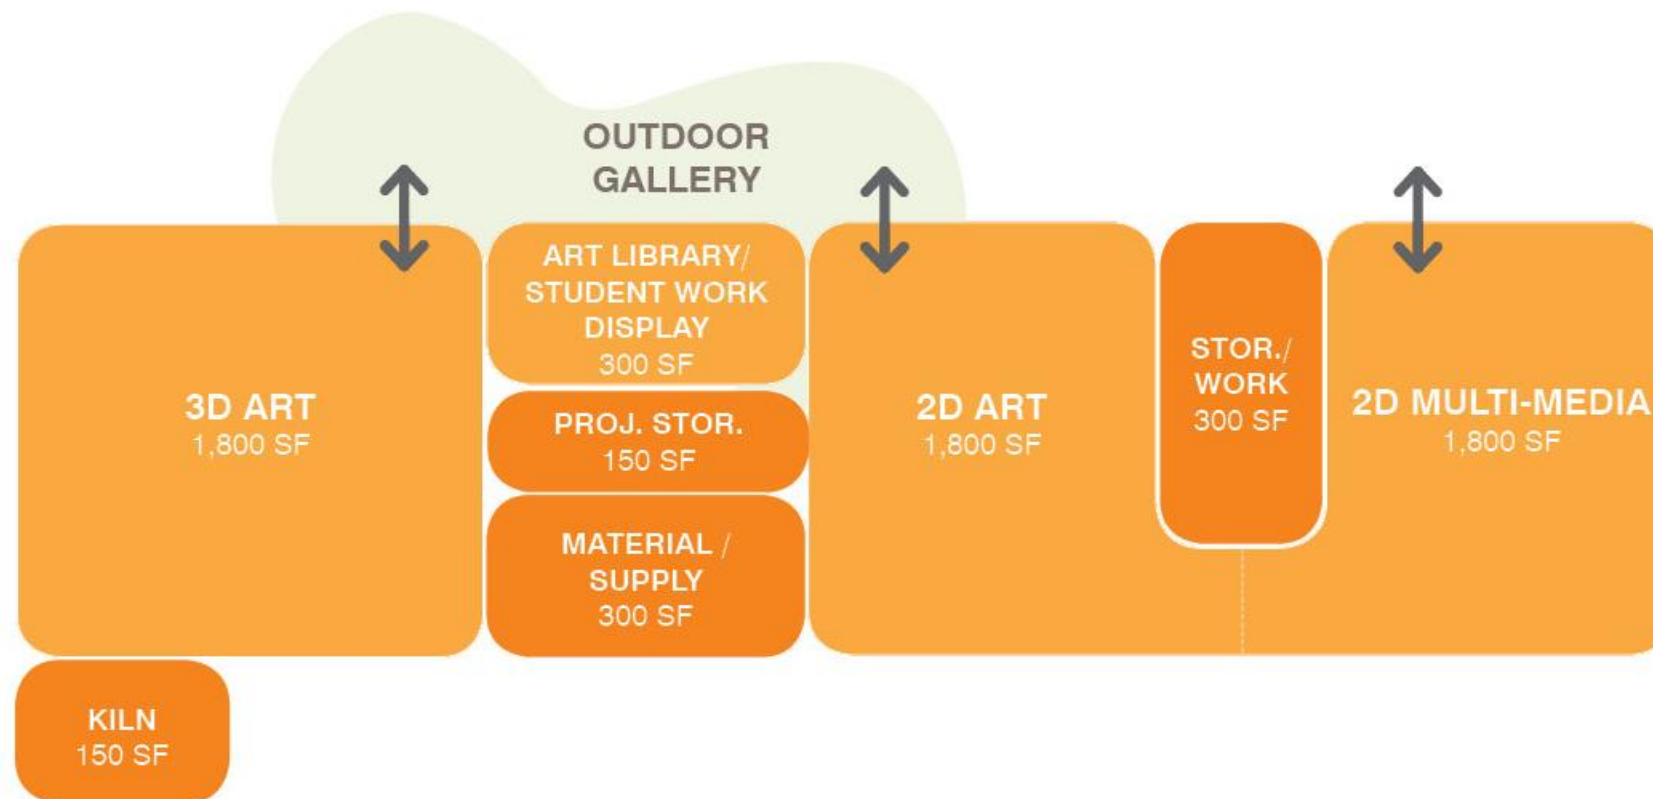 OUTDOOR
GALLERY
3D ART
1,800 SF
ART LIBRARY/
STUDENT WORK
DISPLAY
300 SF
PROJ. STOR.
150 SF
MATERIAL /
SUPPLY
300 SF
2D ART
1,800 SF
STOR./
WORK
300 SF
2D MULTI-MEDIA
1,800 SF
KILN
150 SF